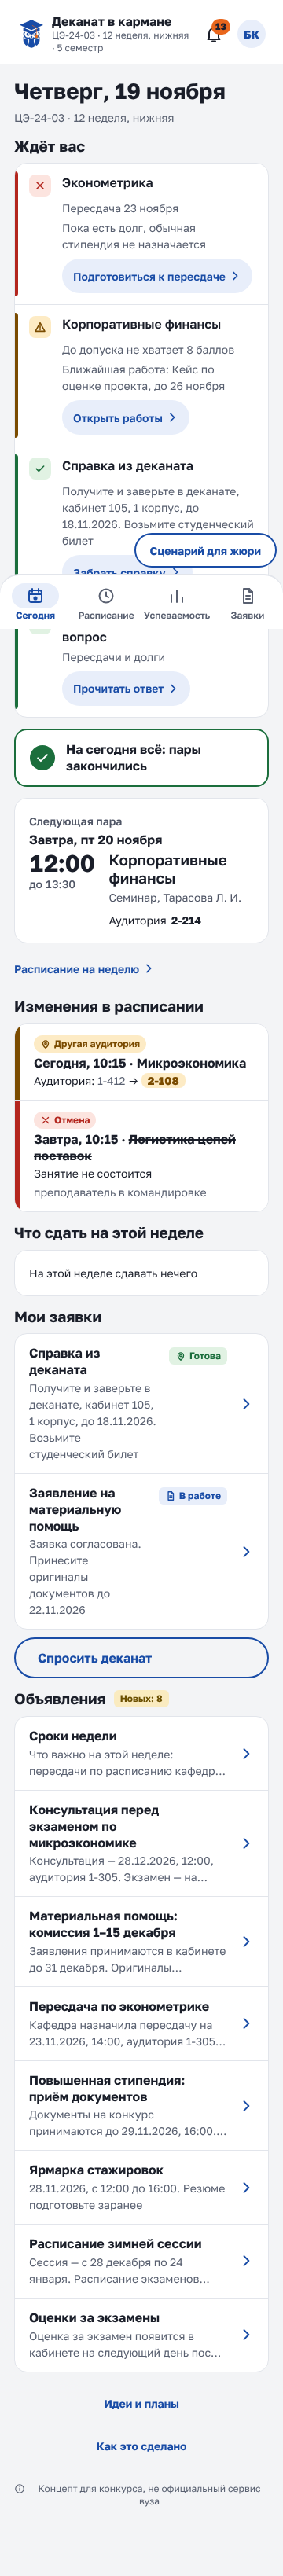 Деканат в кармане
ЦЭ-24-03 · 12 неделя, нижняя
· 5 семестр
13
БК
Четверг, 19 ноября
ЦЭ-24-03 · 12 неделя, нижняя
Ждёт вас
Эконометрика
Пересдача 23 ноября
Пока есть долг, обычная
стипендия не назначается
Подготовиться к пересдаче
Корпоративные финансы
До допуска не хватает 8 баллов
Ближайшая работа: Кейс по
оценке проекта, до 26 ноября
Открыть работы
Справка из деканата
Получите и заверьте в деканате,
кабинет 105, 1 корпус, до
18.11.2026. Возьмите студенческий
билет
Сценарий для жюри
Забрать справку
Сегодня
Расписание
Успеваемость
Заявки
вопрос
Пересдачи и долги
Прочитать ответ
На сегодня всё: пары
закончились
Следующая пара
Завтра, пт 20 ноября
12:00
до 13:30
Корпоративные
финансы
Семинар, Тарасова Л. И.
Аудитория 2-214
Расписание на неделю
Изменения в расписании
Другая аудитория
Сегодня, 10:15 · Микроэкономика
Аудитория: 1-412 → 2-108
Отмена
Завтра, 10:15 · Логистика цепей
поставок
Занятие не состоится
преподаватель в командировке
Что сдать на этой неделе
На этой неделе сдавать нечего
Мои заявки
Справка из
деканата
Готова
Получите и заверьте в
деканате, кабинет 105,
1 корпус, до 18.11.2026.
Возьмите
студенческий билет
Заявление на
материальную
помощь
В работе
Заявка согласована.
Принесите
оригиналы
документов до
22.11.2026
Спросить деканат
Объявления
Новых: 8
Сроки недели
Что важно на этой неделе:
пересдачи по расписанию кафедр...
Консультация перед
экзаменом по
микроэкономике
Консультация — 28.12.2026, 12:00,
аудитория 1-305. Экзамен — на...
Материальная помощь:
комиссия 1–15 декабря
Заявления принимаются в кабинете
до 31 декабря. Оригиналы...
Пересдача по эконометрике
Кафедра назначила пересдачу на
23.11.2026, 14:00, аудитория 1-305...
Повышенная стипендия:
приём документов
Документы на конкурс
принимаются до 29.11.2026, 16:00....
Ярмарка стажировок
28.11.2026, с 12:00 до 16:00. Резюме
подготовьте заранее
Расписание зимней сессии
Сессия — с 28 декабря по 24
января. Расписание экзаменов...
Оценки за экзамены
Оценка за экзамен появится в
кабинете на следующий день пос...
Идеи и планы
Как это сделано
Концепт для конкурса, не официальный сервис
вуза